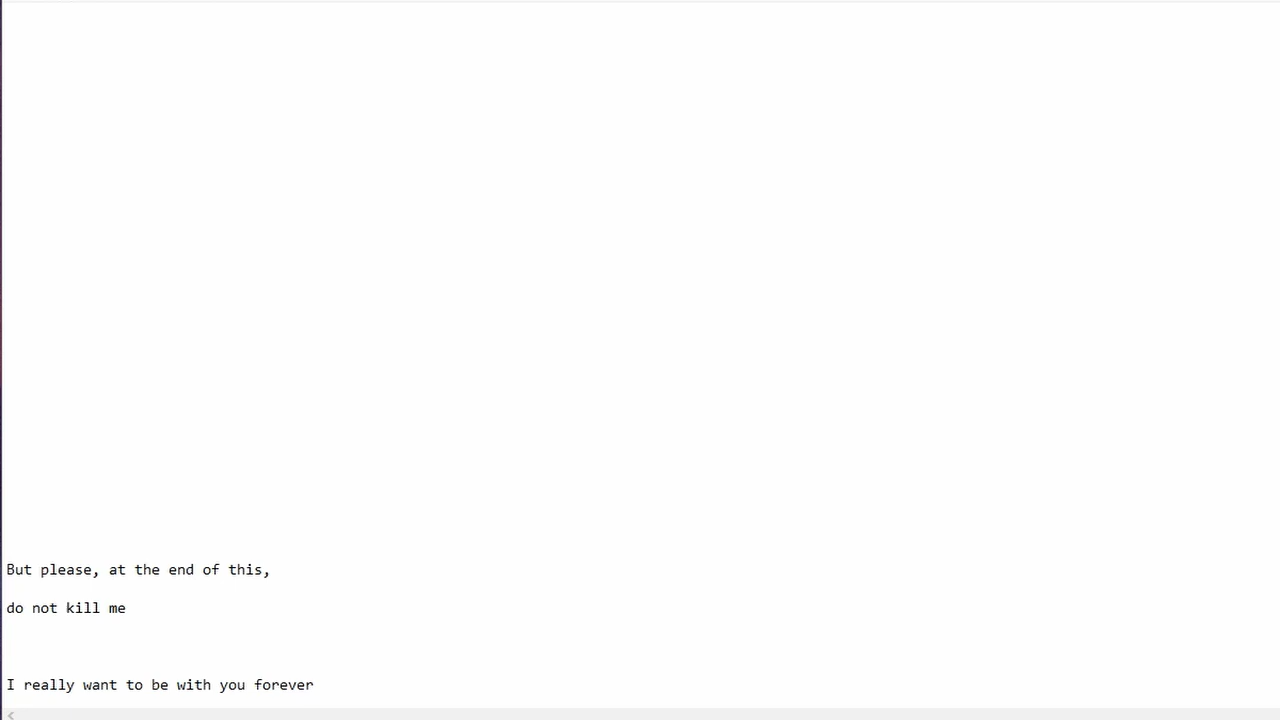 But please, at the end of this,
do not kill me
I really want to be with you forever